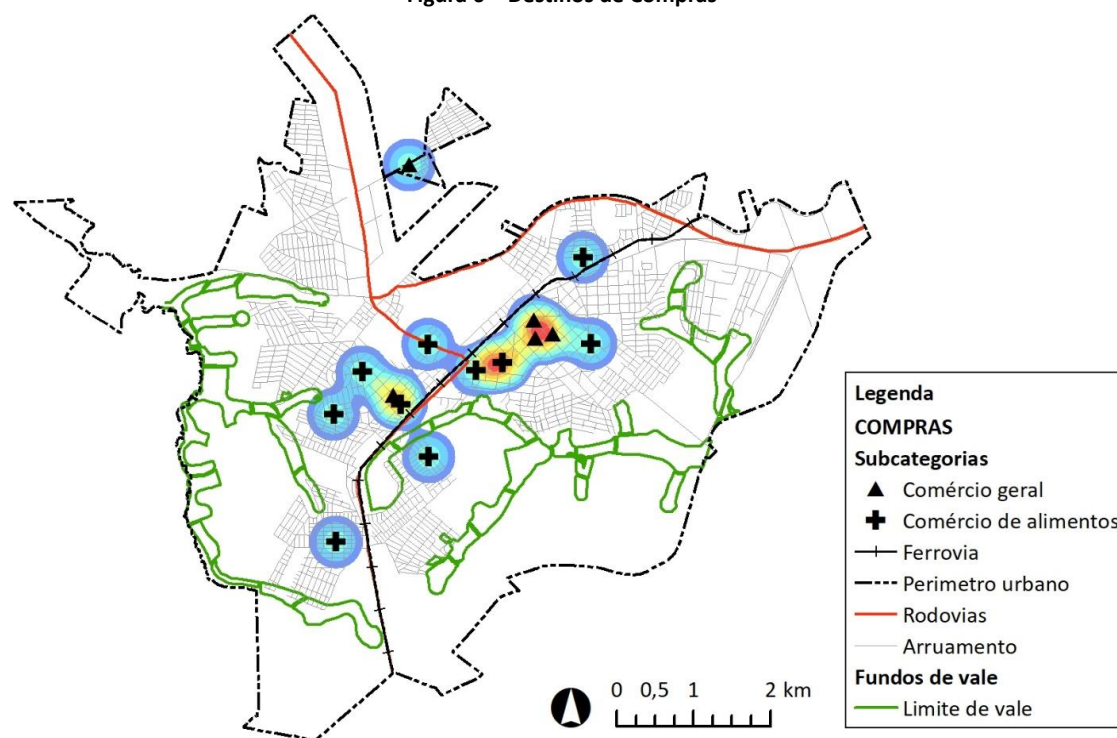 Figura 6 – Destinos de Compras
Legenda
COMPRAS
Subcategorias
Comércio geral
Comércio de alimentos
Ferrovia
Perimetro urbano
Rodovias
Arruamento
Fundos de vale
Limite de vale
0 0,5 1 2 km